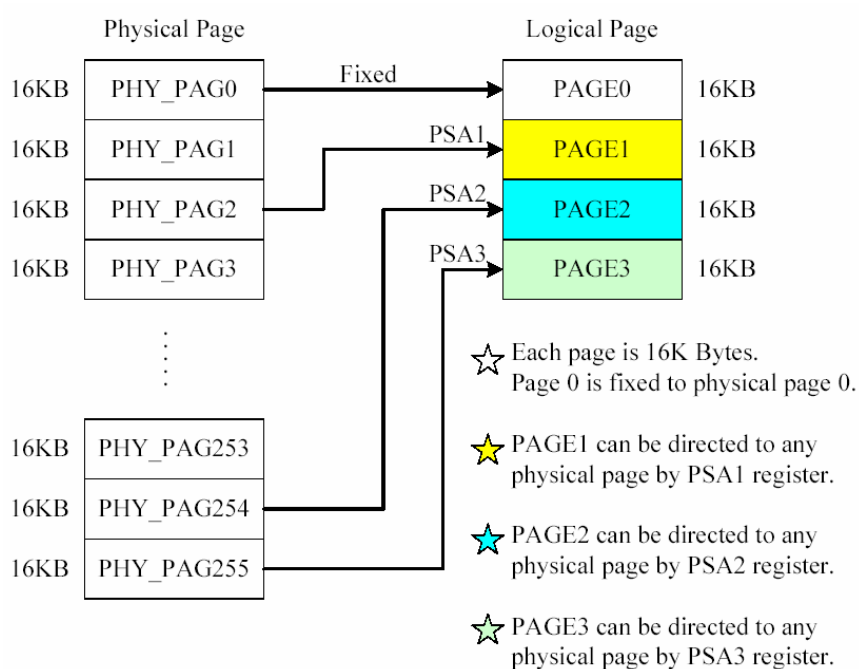 Physical Page
Logical Page
16KB PHY_PAG0 Fixed PAGE0 16KB
16KB PHY_PAG1 PSA1 PAGE1 16KB
16KB PHY_PAG2 PSA2 PAGE2 16KB
16KB PHY_PAG3 PSA3 PAGE3 16KB
16KB PHY_PAG253
16KB PHY_PAG254
16KB PHY_PAG255
Each page is 16K Bytes.
Page 0 is fixed to physical page 0.
PAGE1 can be directed to any
physical page by PSA1 register.
PAGE2 can be directed to any
physical page by PSA2 register.
PAGE3 can be directed to any
physical page by PSA3 register.